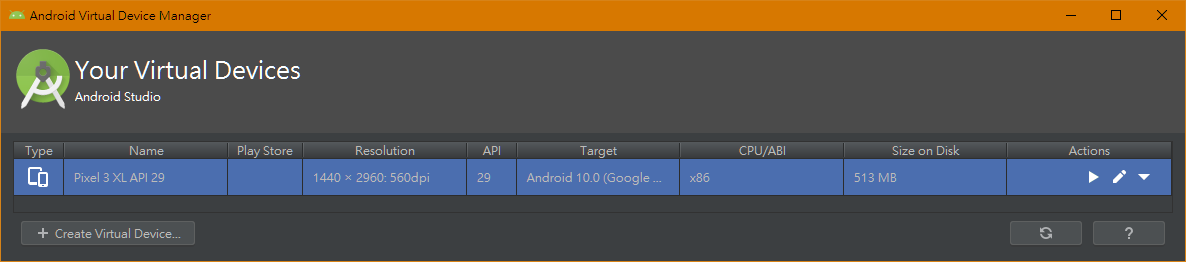 Android Virtual Device Manager
Your Virtual Devices
Android Studio
Type Name Play Store Resolution API Target CPU/ABI Size on Disk Actions
Pixel 3 XL API 29 1440 × 2960: 560dpi 29 Android 10.0 (Google ... x86 513 MB
+ Create Virtual Device... ?